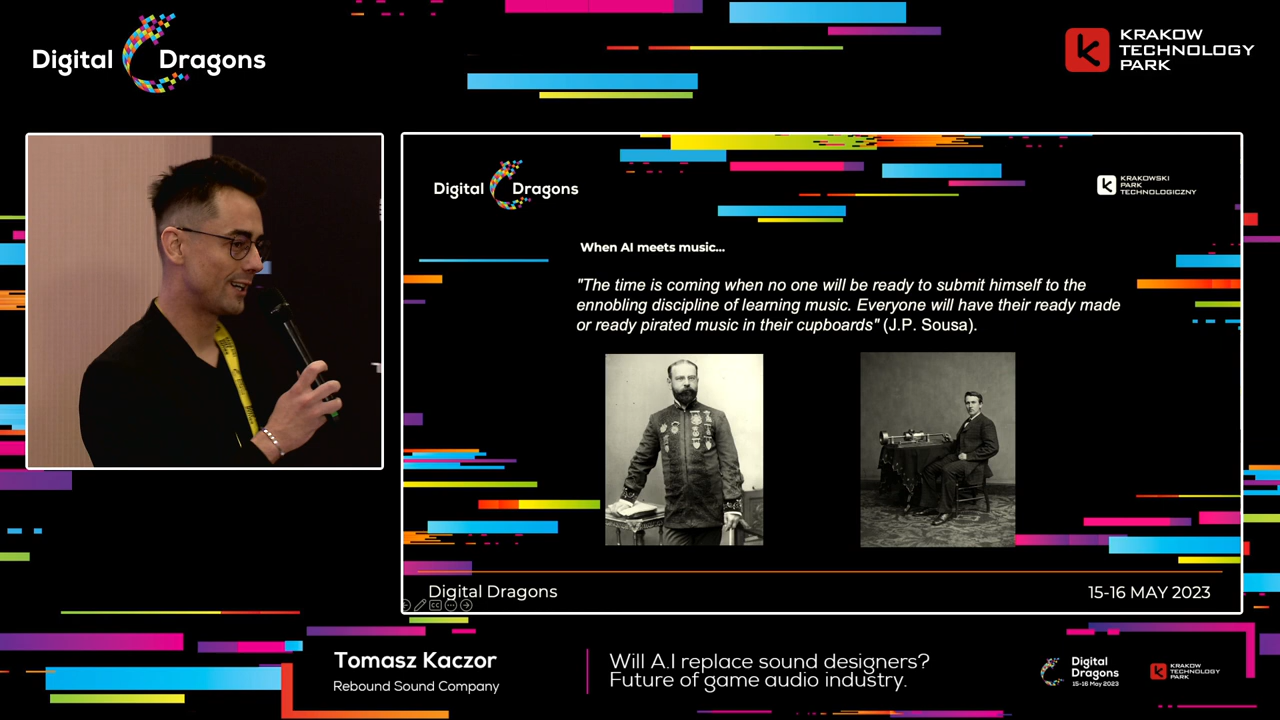 Digital Dragons
KRAKOW
TECHNOLOGY
PARK
Digital Dragons
KRAKOWSKI
PARK
TECHNOLOGICZNY
When AI meets music...
"The time is coming when no one will be ready to submit himself to the
ennobling discipline of learning music. Everyone will have their ready made
or ready pirated music in their cupboards" (J.P. Sousa).
Digital Dragons
15-16 MAY 2023
Tomasz Kaczor
Rebound Sound Company
Will A.I replace sound designers?
Future of game audio industry.
Digital
Dragons
15-16 May 2023
KRAKOW
TECHNOLOGY
PARK